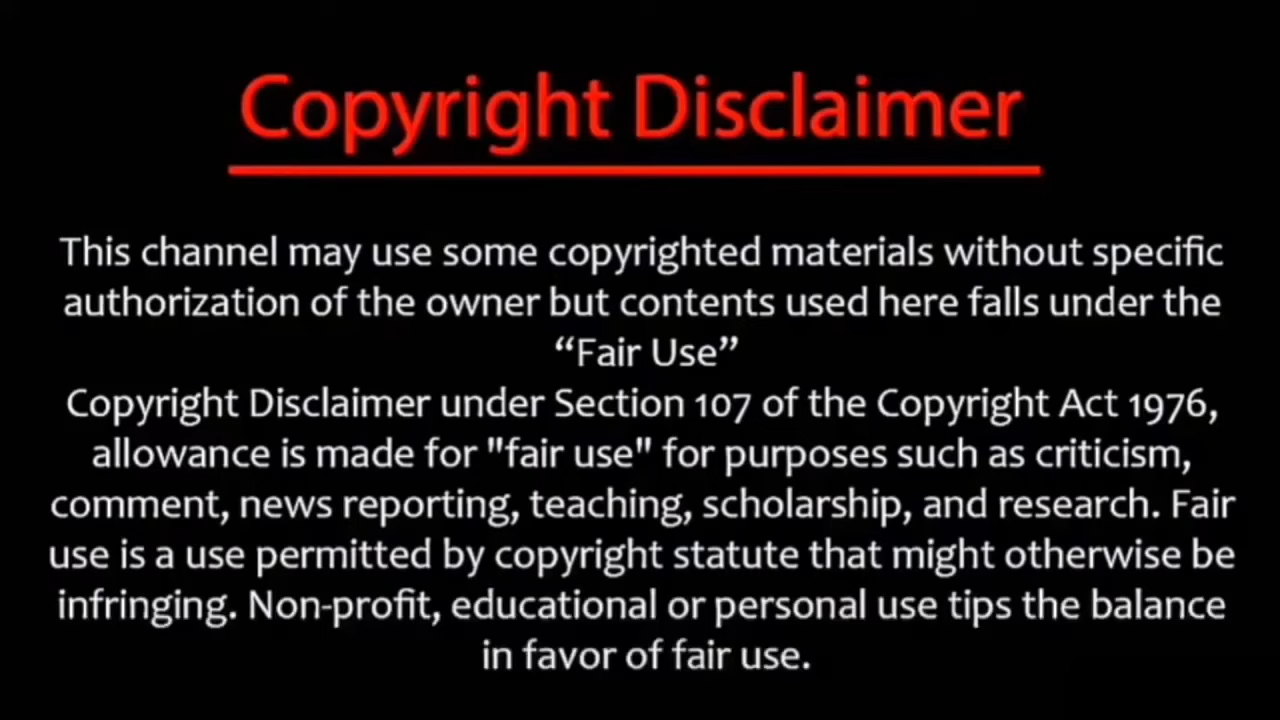 Copyright Disclaimer
This channel may use some copyrighted materials without specific
authorization of the owner but contents used here falls under the
“Fair Use”
Copyright Disclaimer under Section 107 of the Copyright Act 1976,
allowance is made for "fair use" for purposes such as criticism,
comment, news reporting, teaching, scholarship, and research. Fair
use is a use permitted by copyright statute that might otherwise be
infringing. Non-profit, educational or personal use tips the balance
in favor of fair use.